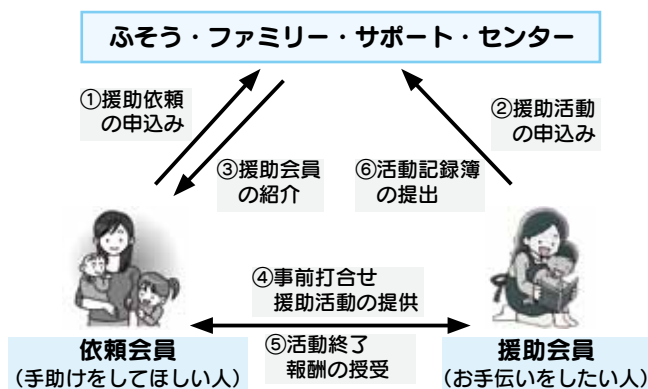 ふそう・ファミリー・サポート・センター
①援助依頼
の申込み
②援助活動
の申込み
③援助会員
の紹介
⑥活動記録簿
の提出
④事前打合せ
援助活動の提供
⑤活動終了
報酬の授受
依頼会員
（手助けをしてほしい人）
援助会員
（お手伝いをしたい人）